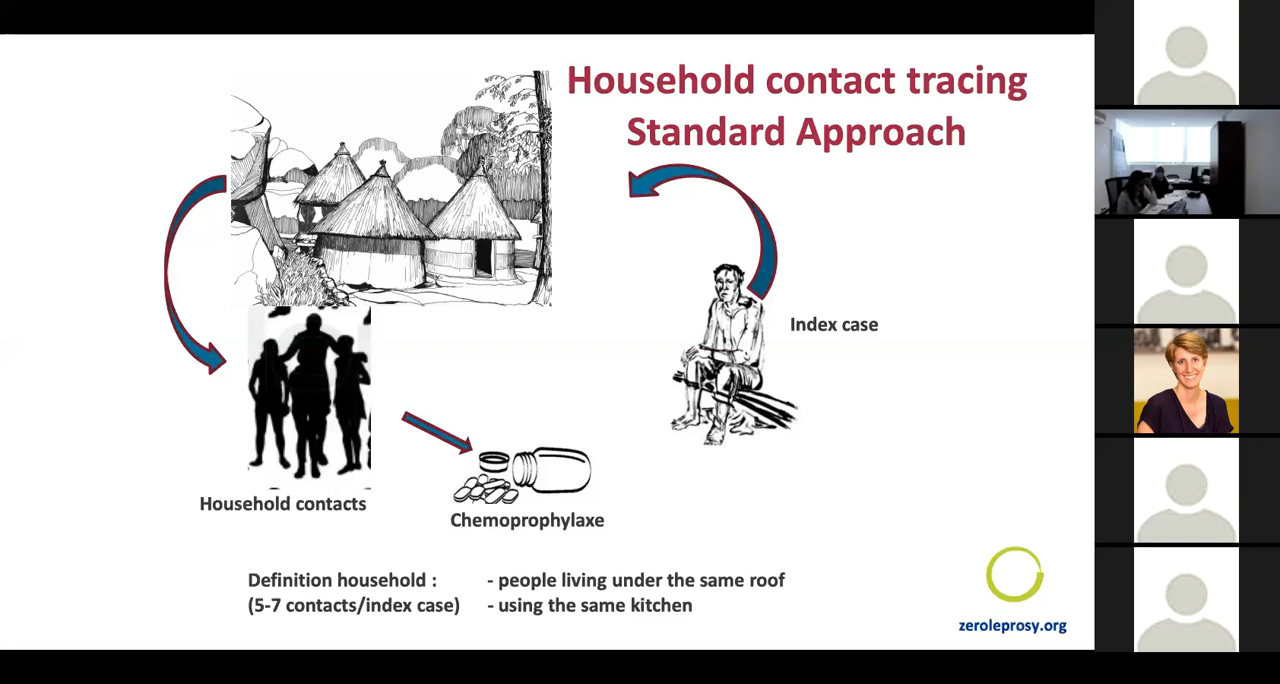 Household contact tracing
Standard Approach
Index case
Household contacts
Chemoprophylaxe
Definition household : - people living under the same roof
(5-7 contacts/index case) - using the same kitchen
zeroleprosy.org